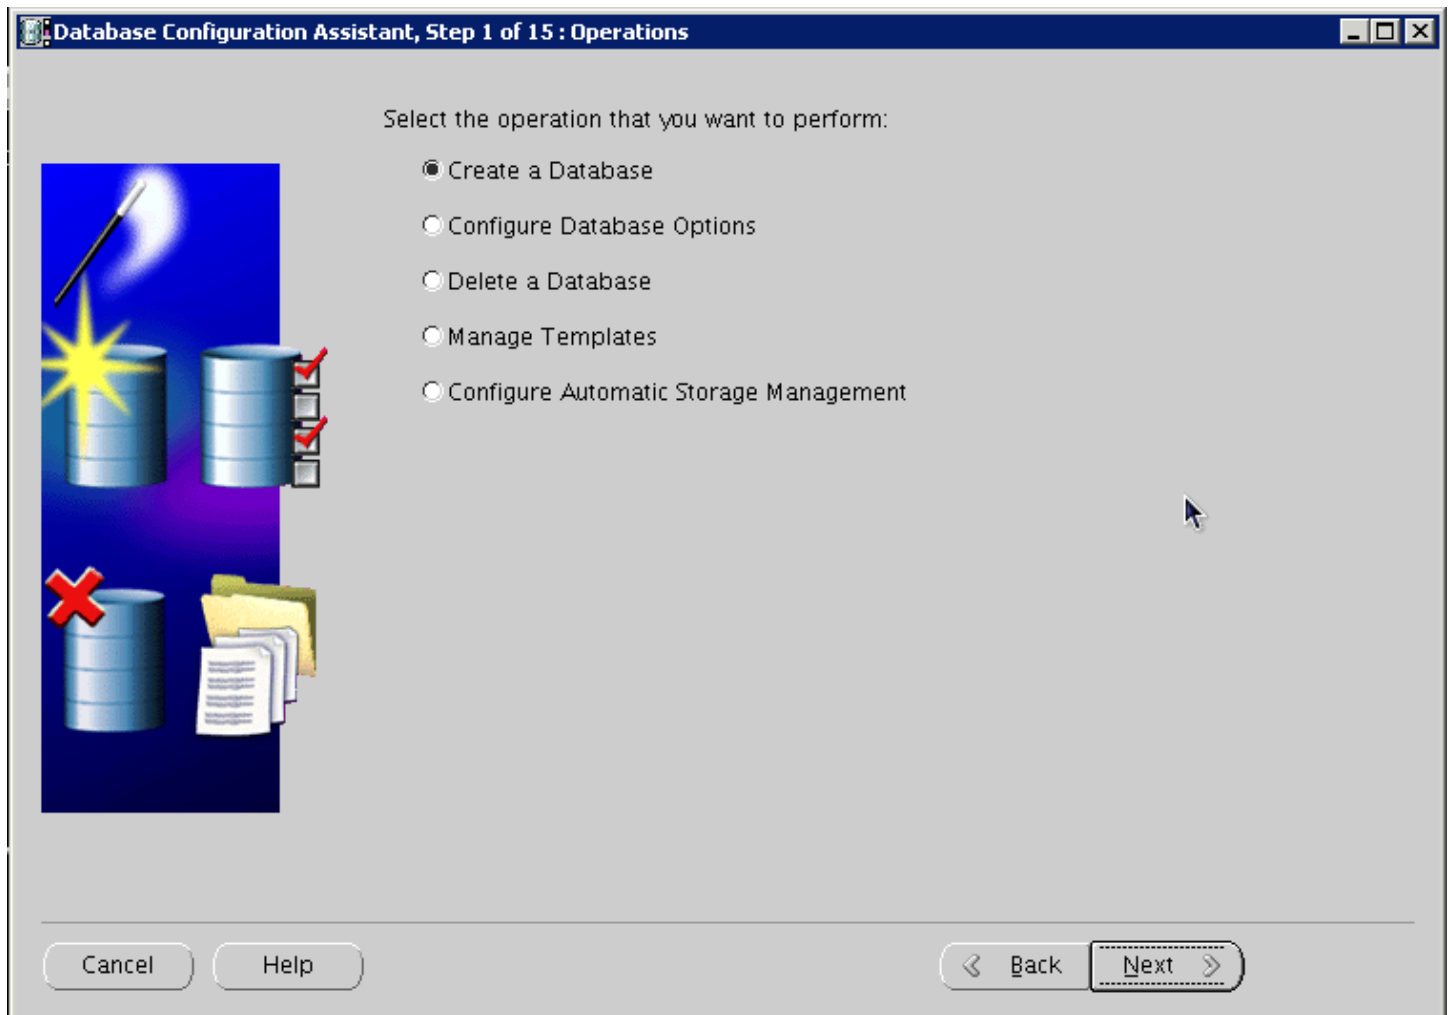 Database Configuration Assistant, Step 1 of 15 : Operations
Select the operation that you want to perform:
Create a Database
Configure Database Options
Delete a Database
Manage Templates
Configure Automatic Storage Management
Cancel
Help
Back
Next